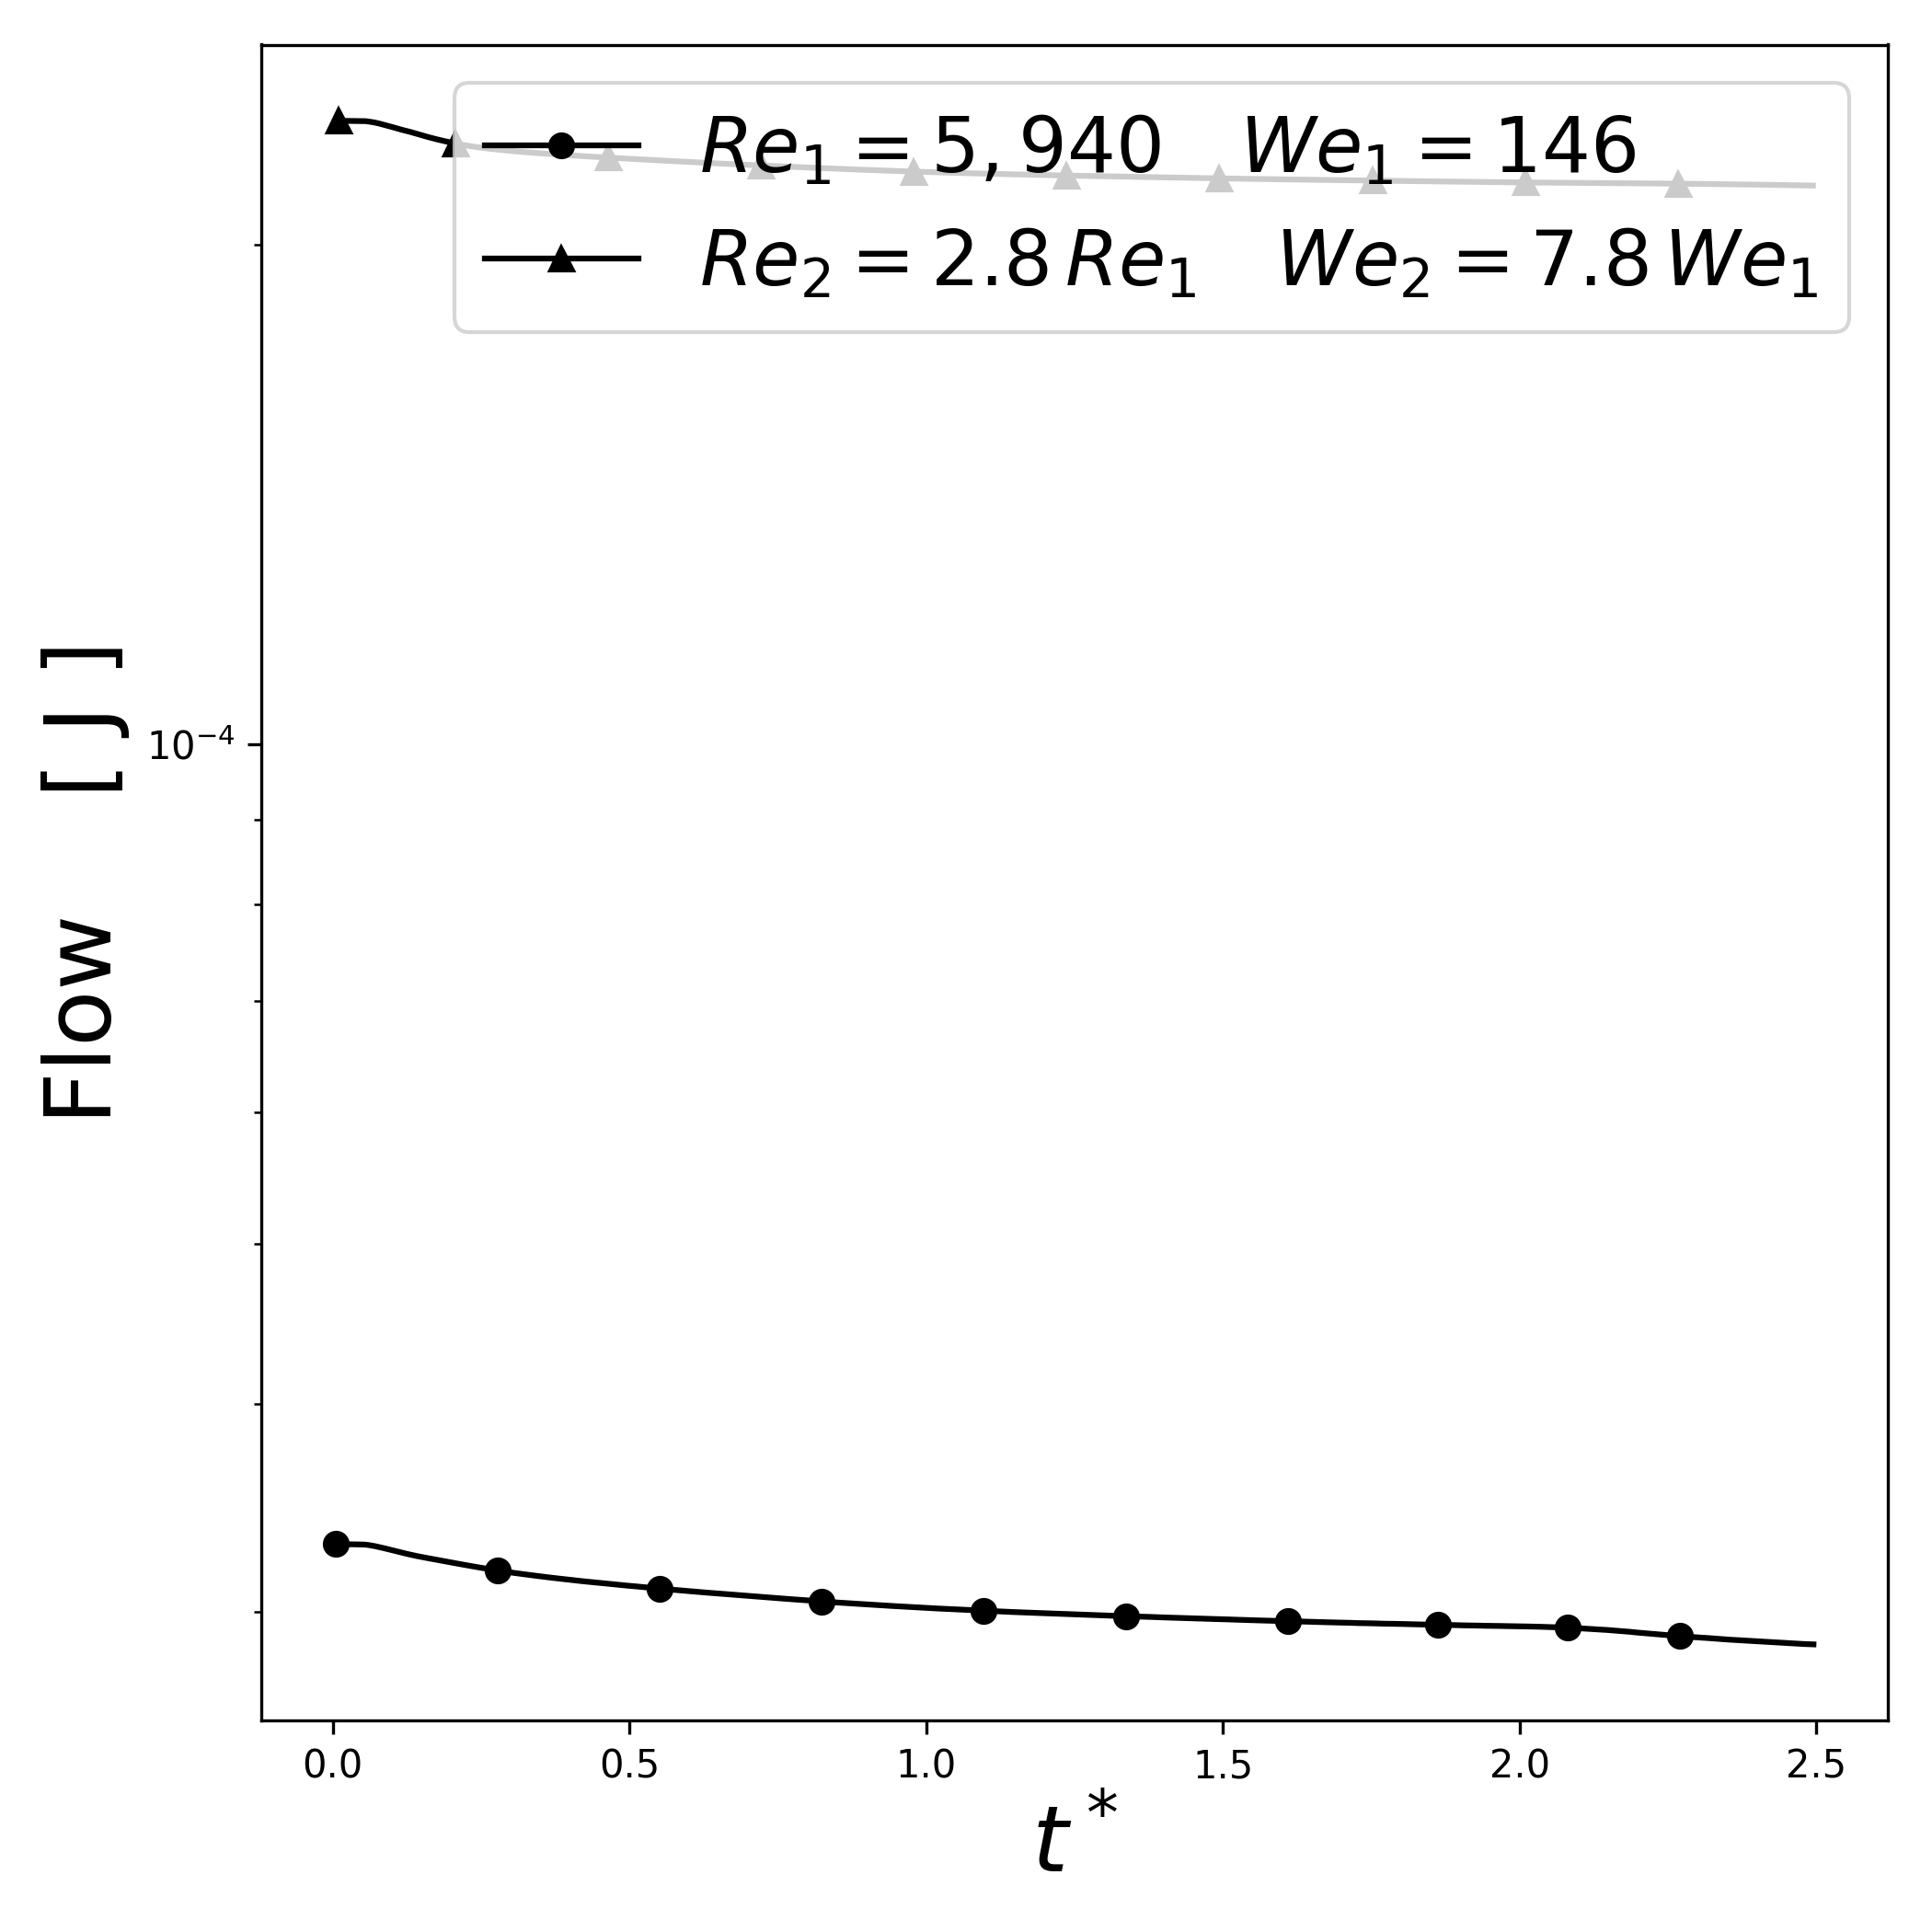 Re₁ = 5, 940 We₁ = 146
Re₂ = 2.8 Re₁ We₂ = 7.8 We₁
Flow [ J ]
10⁻⁴
0.0 0.5 1.0 1.5 2.0 2.5
t*